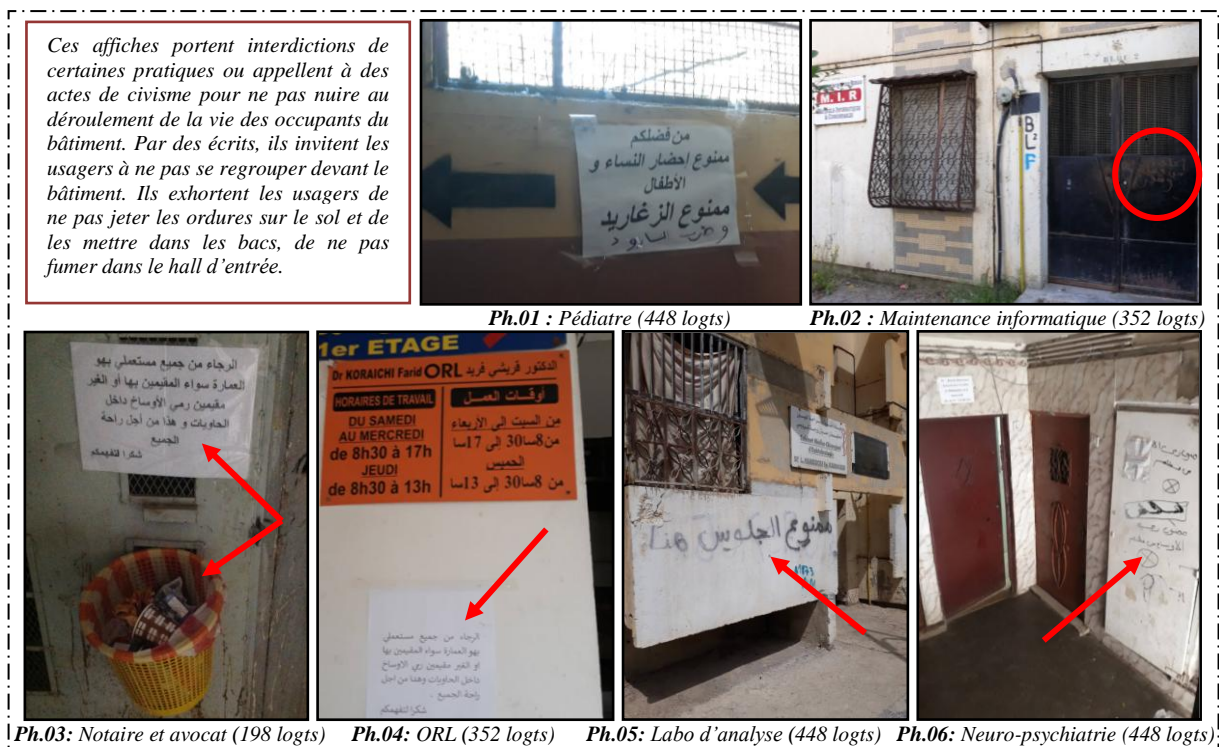 Ces affiches portent interdictions de
certaines pratiques ou appellent à des
actes de civisme pour ne pas nuire au
déroulement de la vie des occupants du
bâtiment. Par des écrits, ils invitent les
usagers à ne pas se regrouper devant le
bâtiment. Ils exhortent les usagers de
ne pas jeter les ordures sur le sol et de
les mettre dans les bacs, de ne pas
fumer dans le hall d'entrée.
من فضلكم
ممنوع احضار النساء و
الأطفال
ممنوع الزغاريد
Ph.01 : Pédiatre (448 logts)
M.I.R
BLOC 2
B
L
F
Ph.02 : Maintenance informatique (352 logts)
الرجاء من جميع مستعملي بهو
العمارة سواء المقيمين بها أو الغير
مقيمين رمي الأوساخ داخل
الحاويات و هذا من أجل راحة
الجميع
شكرا لتفهمكم
Ph.03: Notaire et avocat (198 logts)
1er ETAGE
Dr KORAICHI Farid ORL الدكتور قريشي فريد
HORAIRES DE TRAVAIL
DU SAMEDI
AU MERCREDI
de 8h30 à 17h
JEUDI
de 8h30 à 13h
أوقات العمل
من السبت إلى الأربعاء
من 8سا30 إلى 17سا
الخميس
من 8سا30 إلى 13سا
الرجاء من جميع مستعملي
بهو العمارة سواء المقيمين بها
او الغير مقيمين رمي الاوساخ
داخل الحاويات وهذا من اجل
راحة الجميع .
شكرا لتفهمكم
Ph.04: ORL (352 logts)
ممنوع الجلوس هنا
Ph.05: Labo d'analyse (448 logts)
Ph.06: Neuro-psychiatrie (448 logts)